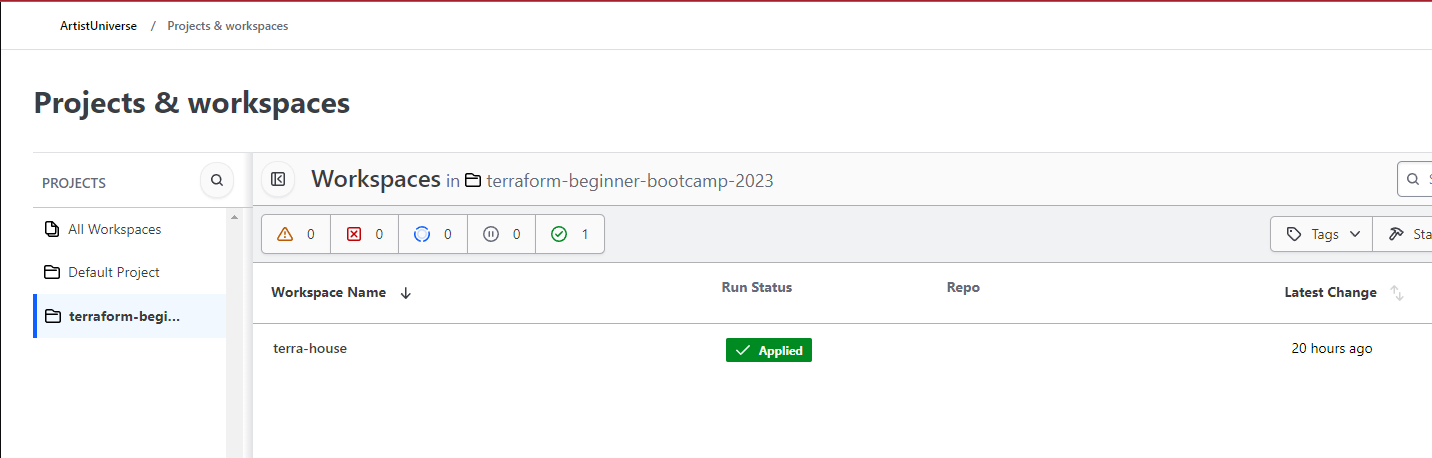 ArtistUniverse / Projects & workspaces
Projects & workspaces
PROJECTS
Workspaces in terraform-beginner-bootcamp-2023
All Workspaces
0 0 0 0 1
Tags
Default Project
Workspace Name Run Status Repo Latest Change
terraform-begi...
terra-house Applied 20 hours ago